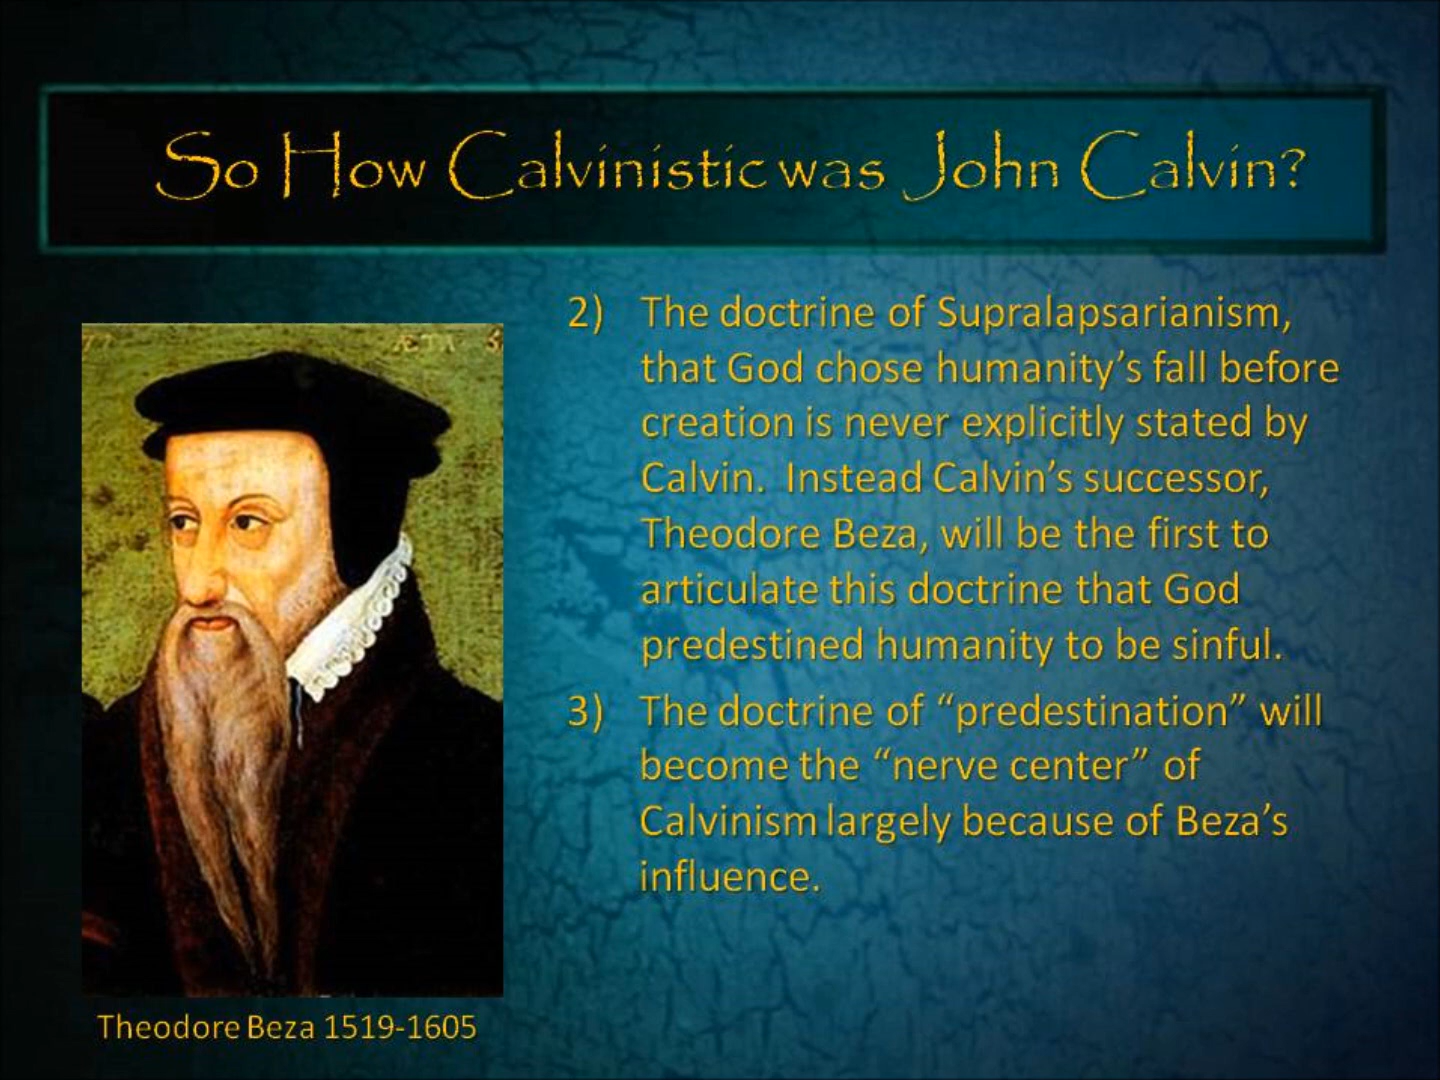 So How Calvinistic was John Calvin?
ÆTA S
2) The doctrine of Supralapsarianism,
that God chose humanity’s fall before
creation is never explicitly stated by
Calvin. Instead Calvin’s successor,
Theodore Beza, will be the first to
articulate this doctrine that God
predestined humanity to be sinful.
3) The doctrine of “predestination” will
become the “nerve center” of
Calvinism largely because of Beza’s
influence.
Theodore Beza 1519-1605